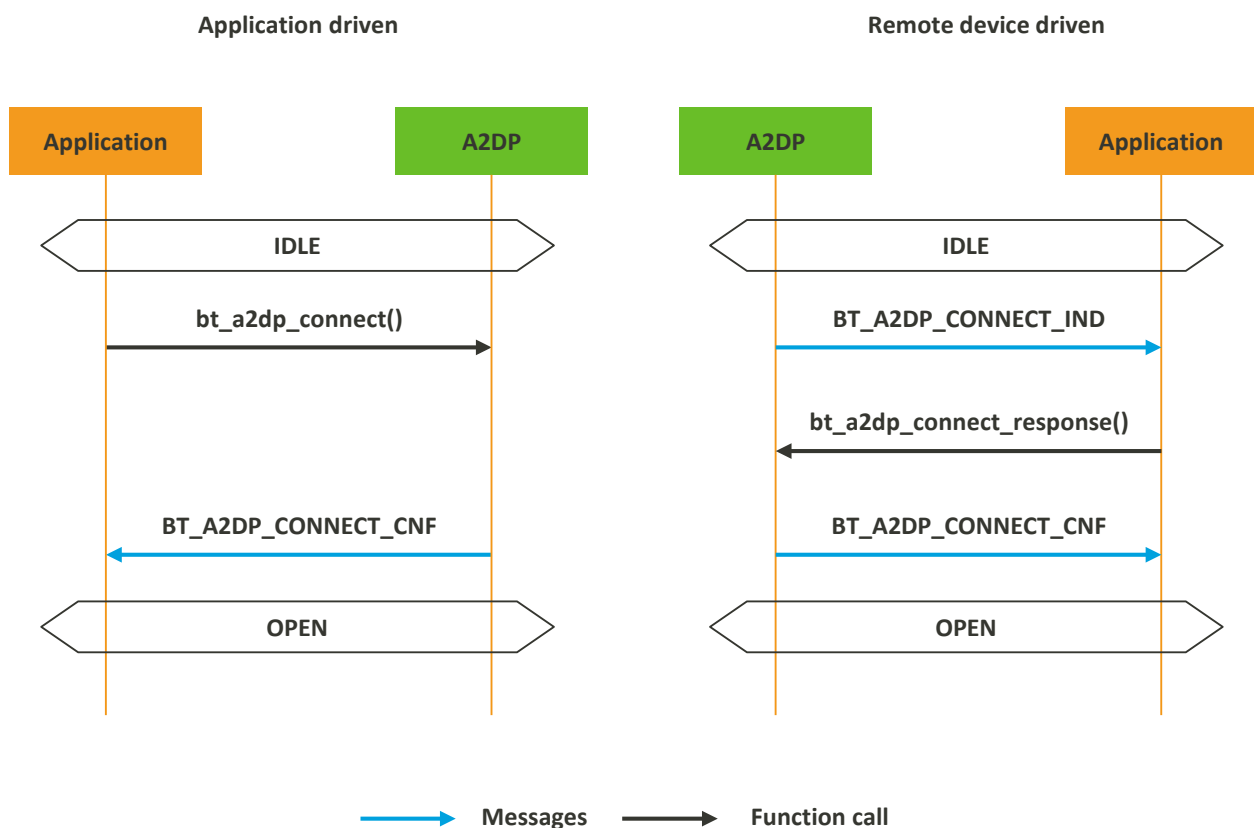 Application driven
Remote device driven
Application
A2DP
A2DP
Application
IDLE
IDLE
bt_a2dp_connect()
BT_A2DP_CONNECT_IND
bt_a2dp_connect_response()
BT_A2DP_CONNECT_CNF
BT_A2DP_CONNECT_CNF
OPEN
OPEN
Messages
Function call